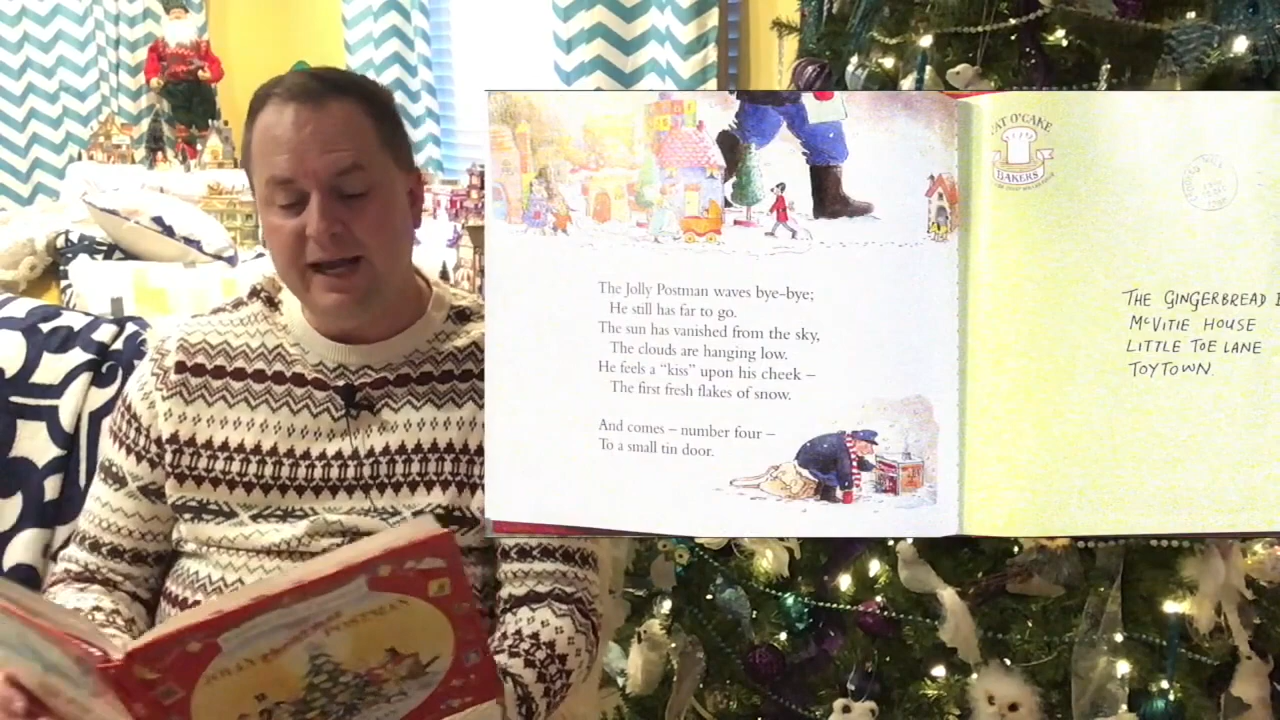 The Jolly Postman waves bye-bye;
He still has far to go.
The sun has vanished from the sky,
The clouds are hanging low.
He feels a “kiss” upon his cheek –
The first fresh flakes of snow.
And comes – number four –
To a small tin door.
AT O'CAKE
BAKERS
THE GINGERBREAD
McVITIE HOUSE
LITTLE TOE LANE
TOYTOWN.
POSTMAN